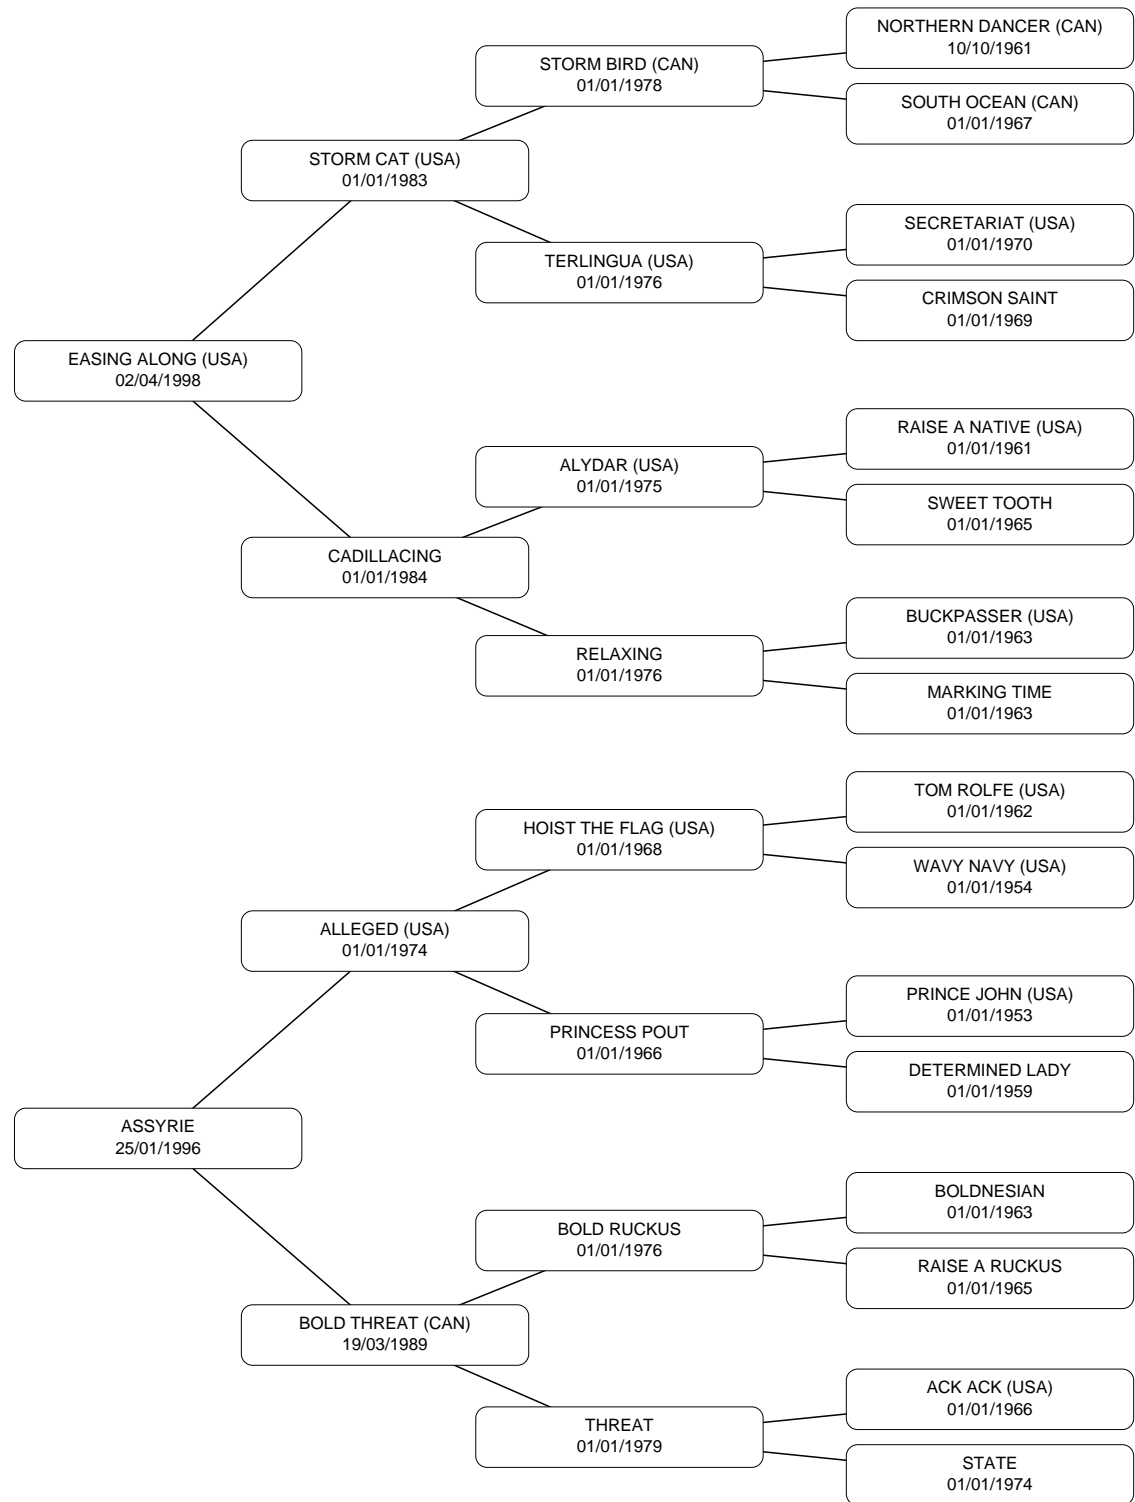 NORTHERN DANCER (CAN)
10/10/1961
STORM BIRD (CAN)
01/01/1978
SOUTH OCEAN (CAN)
01/01/1967
STORM CAT (USA)
01/01/1983
SECRETARIAT (USA)
01/01/1970
TERLINGUA (USA)
01/01/1976
CRIMSON SAINT
01/01/1969
EASING ALONG (USA)
02/04/1998
RAISE A NATIVE (USA)
01/01/1961
ALYDAR (USA)
01/01/1975
SWEET TOOTH
01/01/1965
CADILLACING
01/01/1984
BUCKPASSER (USA)
01/01/1963
RELAXING
01/01/1976
MARKING TIME
01/01/1963
TOM ROLFE (USA)
01/01/1962
HOIST THE FLAG (USA)
01/01/1968
WAVY NAVY (USA)
01/01/1954
ALLEGED (USA)
01/01/1974
PRINCE JOHN (USA)
01/01/1953
PRINCESS POUT
01/01/1966
DETERMINED LADY
01/01/1959
ASSYRIE
25/01/1996
BOLDNESIAN
01/01/1963
BOLD RUCKUS
01/01/1976
RAISE A RUCKUS
01/01/1965
BOLD THREAT (CAN)
19/03/1989
ACK ACK (USA)
01/01/1966
THREAT
01/01/1979
STATE
01/01/1974